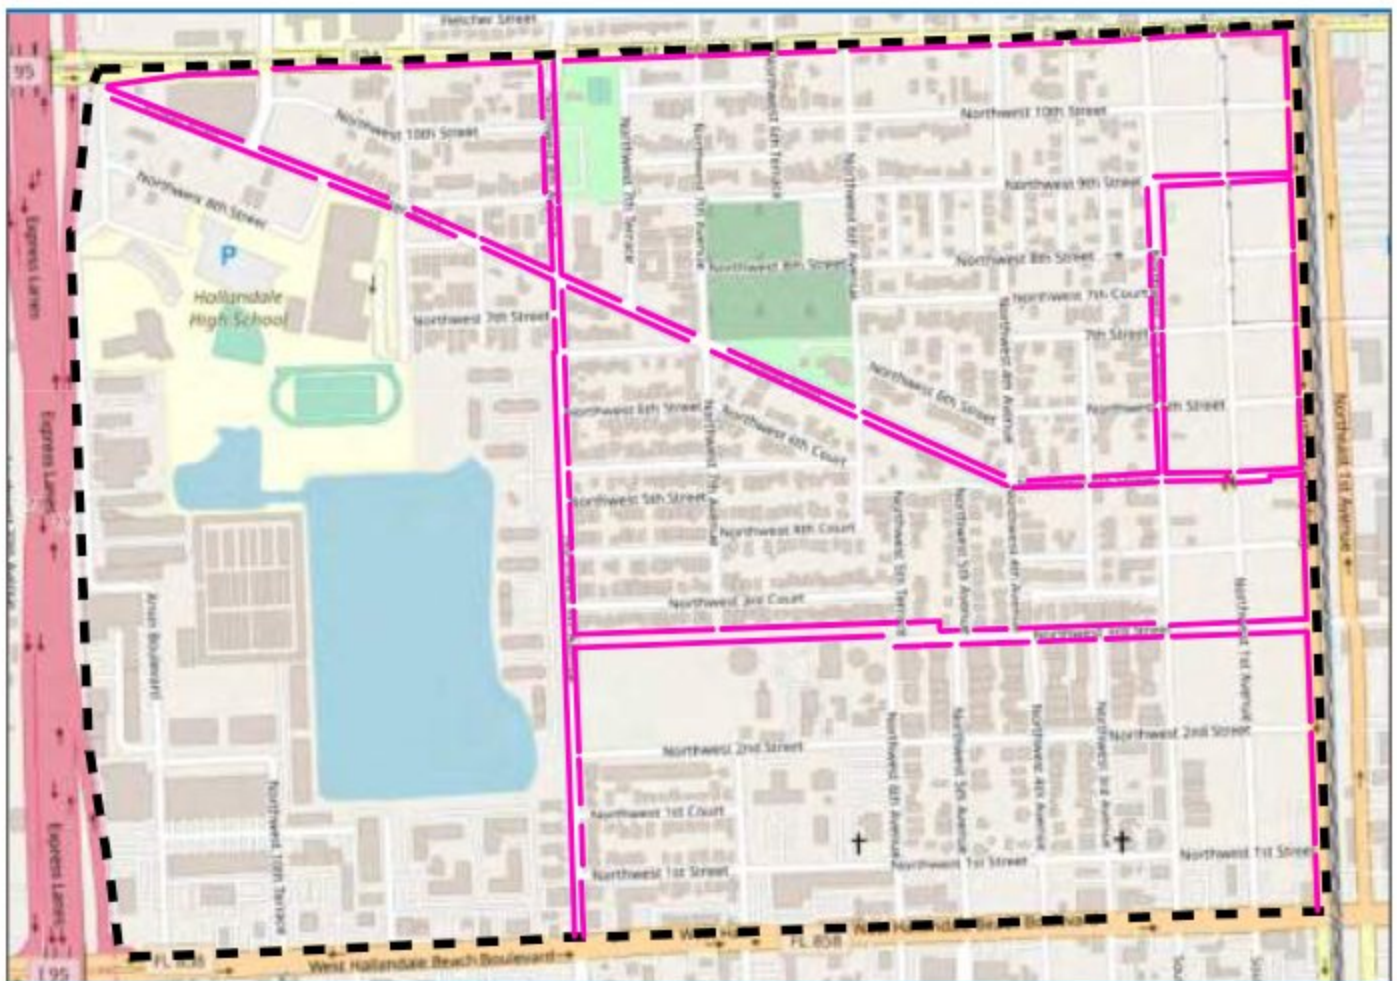 Fletcher Street
95
Northwest 10th Street
Northwest 10th Street
Northwest 7th Terrace
Northwest 7th Avenue
Northwest 6th Terrace
Northwest 6th Avenue
Northwest 9th Street
Northwest 8th Street
Express Lanes
P
Northwest 8th Street
Northwest 8th Street
Hallandale
High School
Northwest 7th Court
Northwest 7th Street
7th Street
Northwest 4th Avenue
Northwest 6th Street
Northwest 6th Street
Northwest 6th Court
Express Lanes
Northwest 7th Avenue
Northeast 1st Avenue
Northwest 5th Street
Northwest 4th Court
Northwest 5th Avenue
Northwest 4th Avenue
Northwest 3rd Court
Ansin Boulevard
Northwest 1st Avenue
Northwest 2nd Street
Northwest 2nd Street
Northwest 6th Avenue
Northwest 5th Avenue
Northwest 4th Avenue
Northwest 3rd Avenue
Northwest 10th Terrace
Northwest 1st Court
Northwest 1st Street
Northwest 1st Street
Northwest 1st Stree
Express Lanes
FL 858
West Hallandale Beach Boulevard
FL 858
I 95